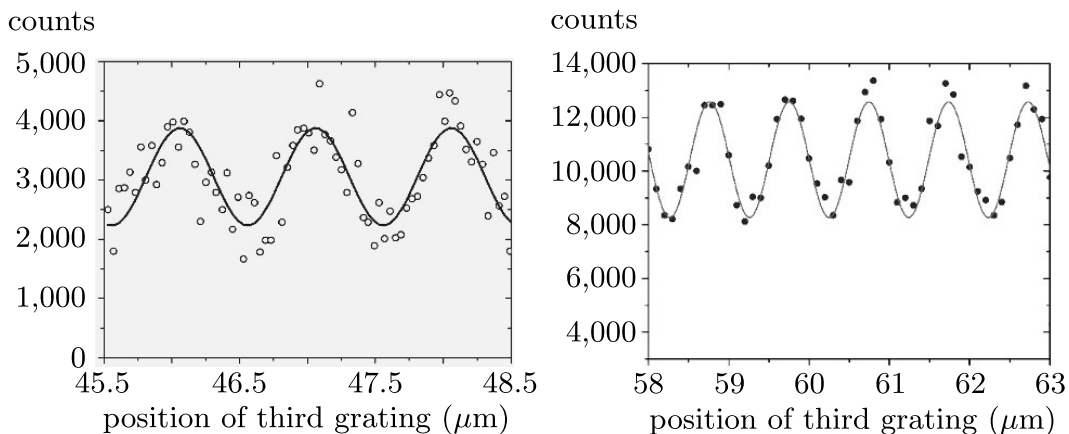 counts
5,000
4,000
3,000
2,000
1,000
0
45.5 46.5 47.5 48.5
position of third grating (μm)
counts
14,000
12,000
10,000
8,000
6,000
4,000
58 59 60 61 62 63
position of third grating (μm)